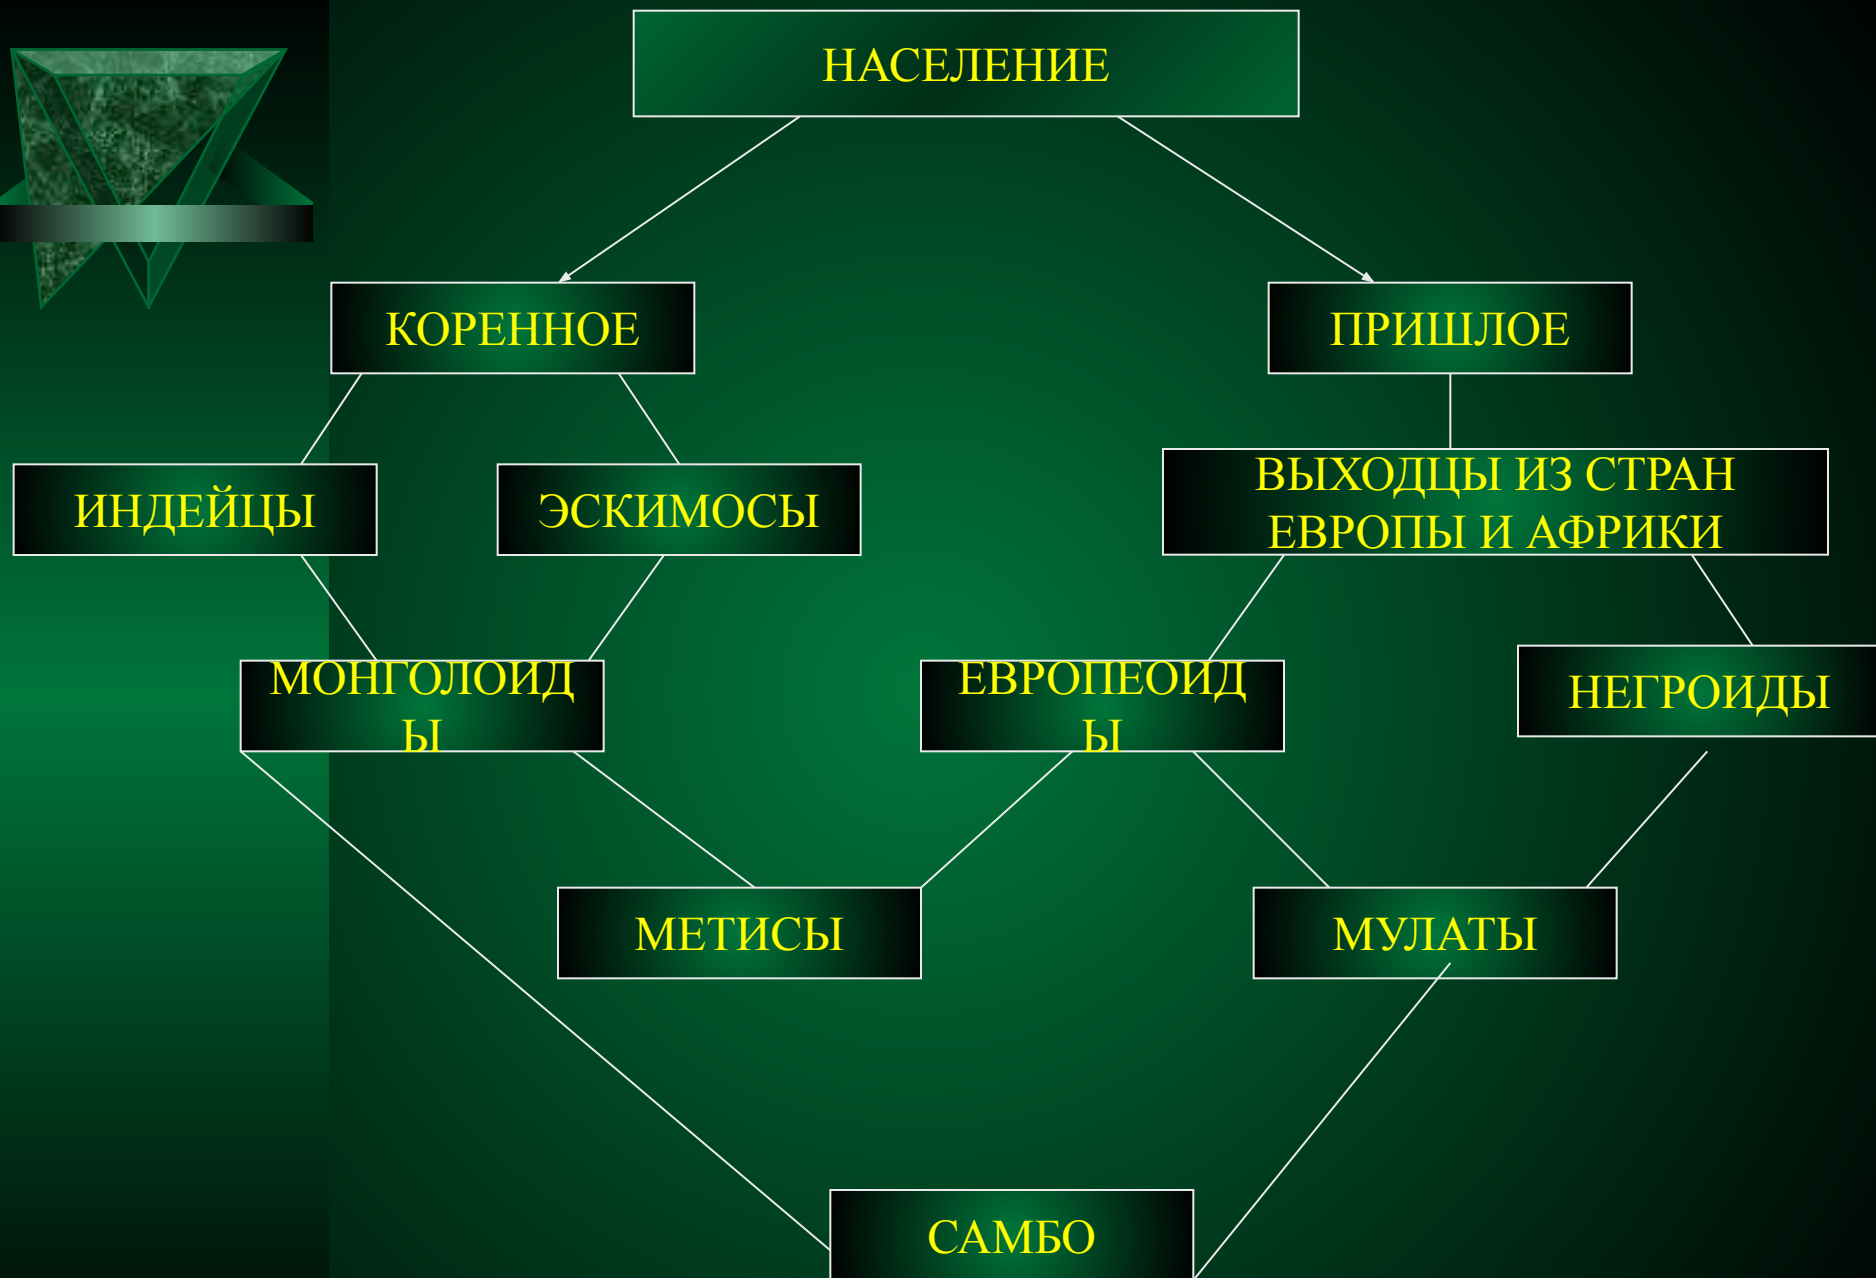 НАСЕЛЕНИЕ
КОРЕННОЕ
ПРИШЛОЕ
ИНДЕЙЦЫ
ЭСКИМОСЫ
ВЫХОДЦЫ ИЗ СТРАН
ЕВРОПЫ И АФРИКИ
МОНГОЛОИД
Ы
ЕВРОПЕОИД
Ы
НЕГРОИДЫ
МЕТИСЫ
МУЛАТЫ
САМБО